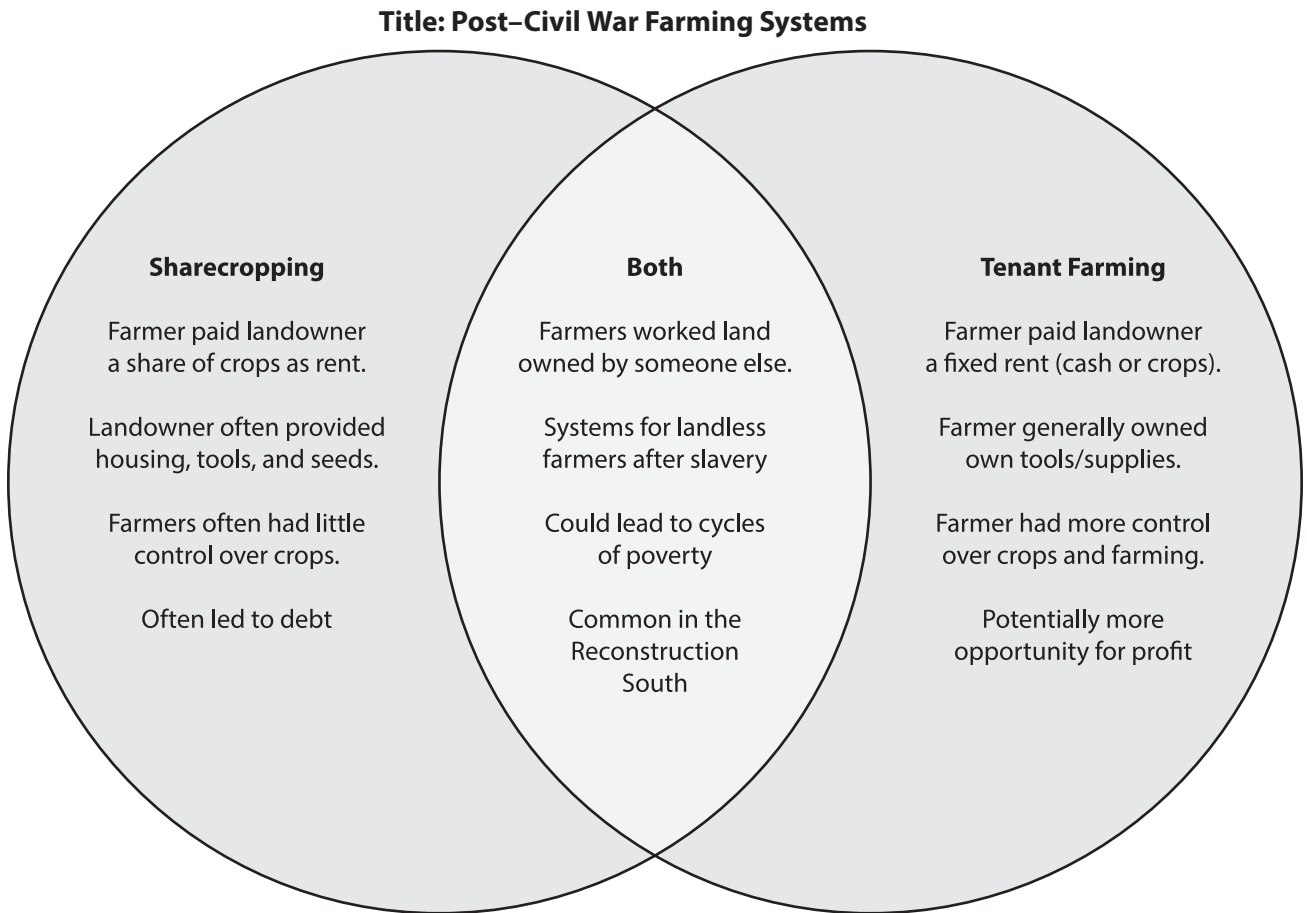 Title: Post–Civil War Farming Systems
Sharecropping
Farmer paid landowner
a share of crops as rent.
Landowner often provided
housing, tools, and seeds.
Farmers often had little
control over crops.
Often led to debt
Both
Farmers worked land
owned by someone else.
Systems for landless
farmers after slavery
Could lead to cycles
of poverty
Common in the
Reconstruction
South
Tenant Farming
Farmer paid landowner
a fixed rent (cash or crops).
Farmer generally owned
own tools/supplies.
Farmer had more control
over crops and farming.
Potentially more
opportunity for profit